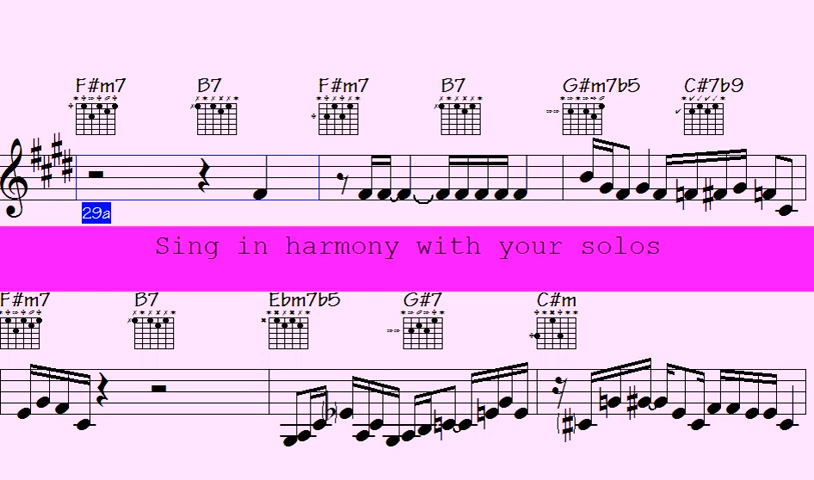 F#m7 B7 F#m7 B7 G#m7b5 C#7b9
29a
Sing in harmony with your solos
F#m7 B7 Ebm7b5 G#7 C#m